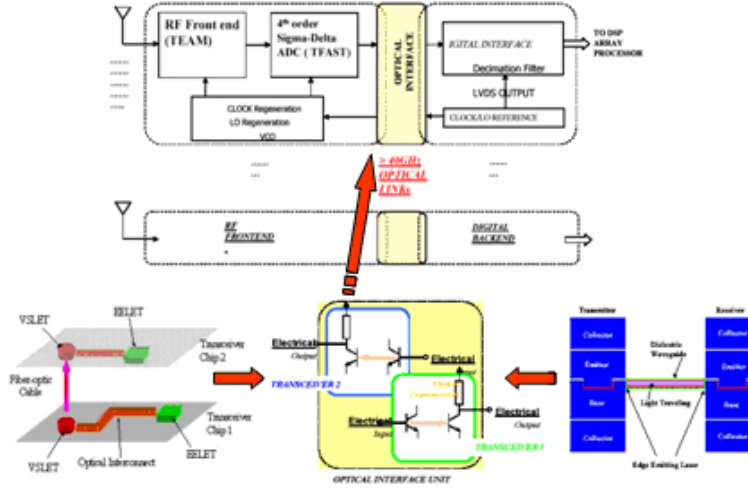 RF Front end
(TEAM)
4th order
Sigma-Delta
ADC ( TFAST)
OPTICAL
INTERFACE
IGITAL INTERFACE
Decimation Filter
LVDS OUTPUT
CLOCK/LO REFERENCE
TO DSP
ARRAY
PROCESSOR
CLOCK Regeneration
LO Regeneration
VCO
> 40GHz
OPTICAL
LINKs
RF
FRONTEND
DIGITAL
BACKEND
VSLET
EELET
Transceiver
Chip 2
Fiber-optic
Cable
Transceiver
Chip 1
VSLET
Optical Interconnect
EELET
Electrical
Output
TRANSCEIVER 2
Electrical
Input
Electrical
Output
TRANSCEIVER 1
OPTICAL INTERFACE UNIT
Transmitter
Receiver
Collector
Collector
Emitter
Emitter
Dielectric
Waveguide
Base
Base
Light Traveling
Collector
Collector
Edge Emitting Laser